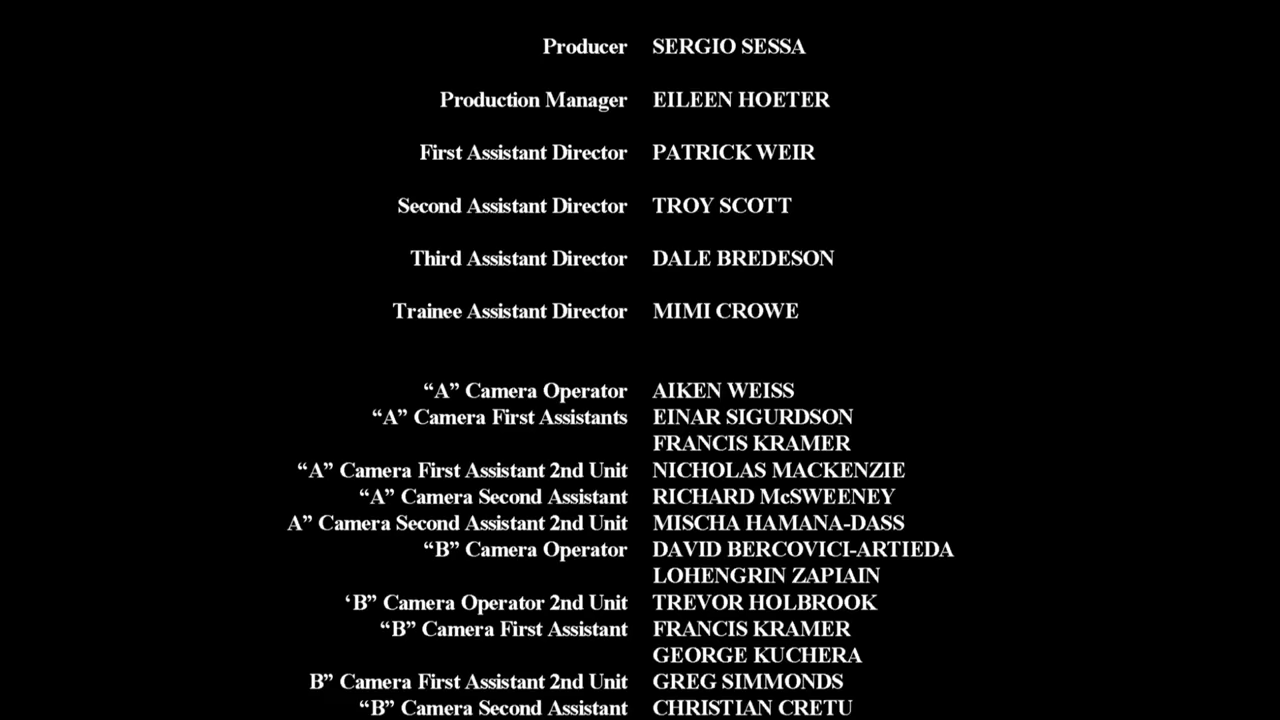 Producer SERGIO SESSA
Production Manager EILEEN HOETER
First Assistant Director PATRICK WEIR
Second Assistant Director TROY SCOTT
Third Assistant Director DALE BREDESON
Trainee Assistant Director MIMI CROWE
“A” Camera Operator AIKEN WEISS
“A” Camera First Assistants EINAR SIGURDSON
FRANCIS KRAMER
“A” Camera First Assistant 2nd Unit NICHOLAS MACKENZIE
“A” Camera Second Assistant RICHARD McSWEENEY
A” Camera Second Assistant 2nd Unit MISCHA HAMANA-DASS
“B” Camera Operator DAVID BERCOVICI-ARTIEDA
LOHENGRIN ZAPIAIN
‘B” Camera Operator 2nd Unit TREVOR HOLBROOK
“B” Camera First Assistant FRANCIS KRAMER
GEORGE KUCHERA
B” Camera First Assistant 2nd Unit GREG SIMMONDS
“B” Camera Second Assistant CHRISTIAN CRETU